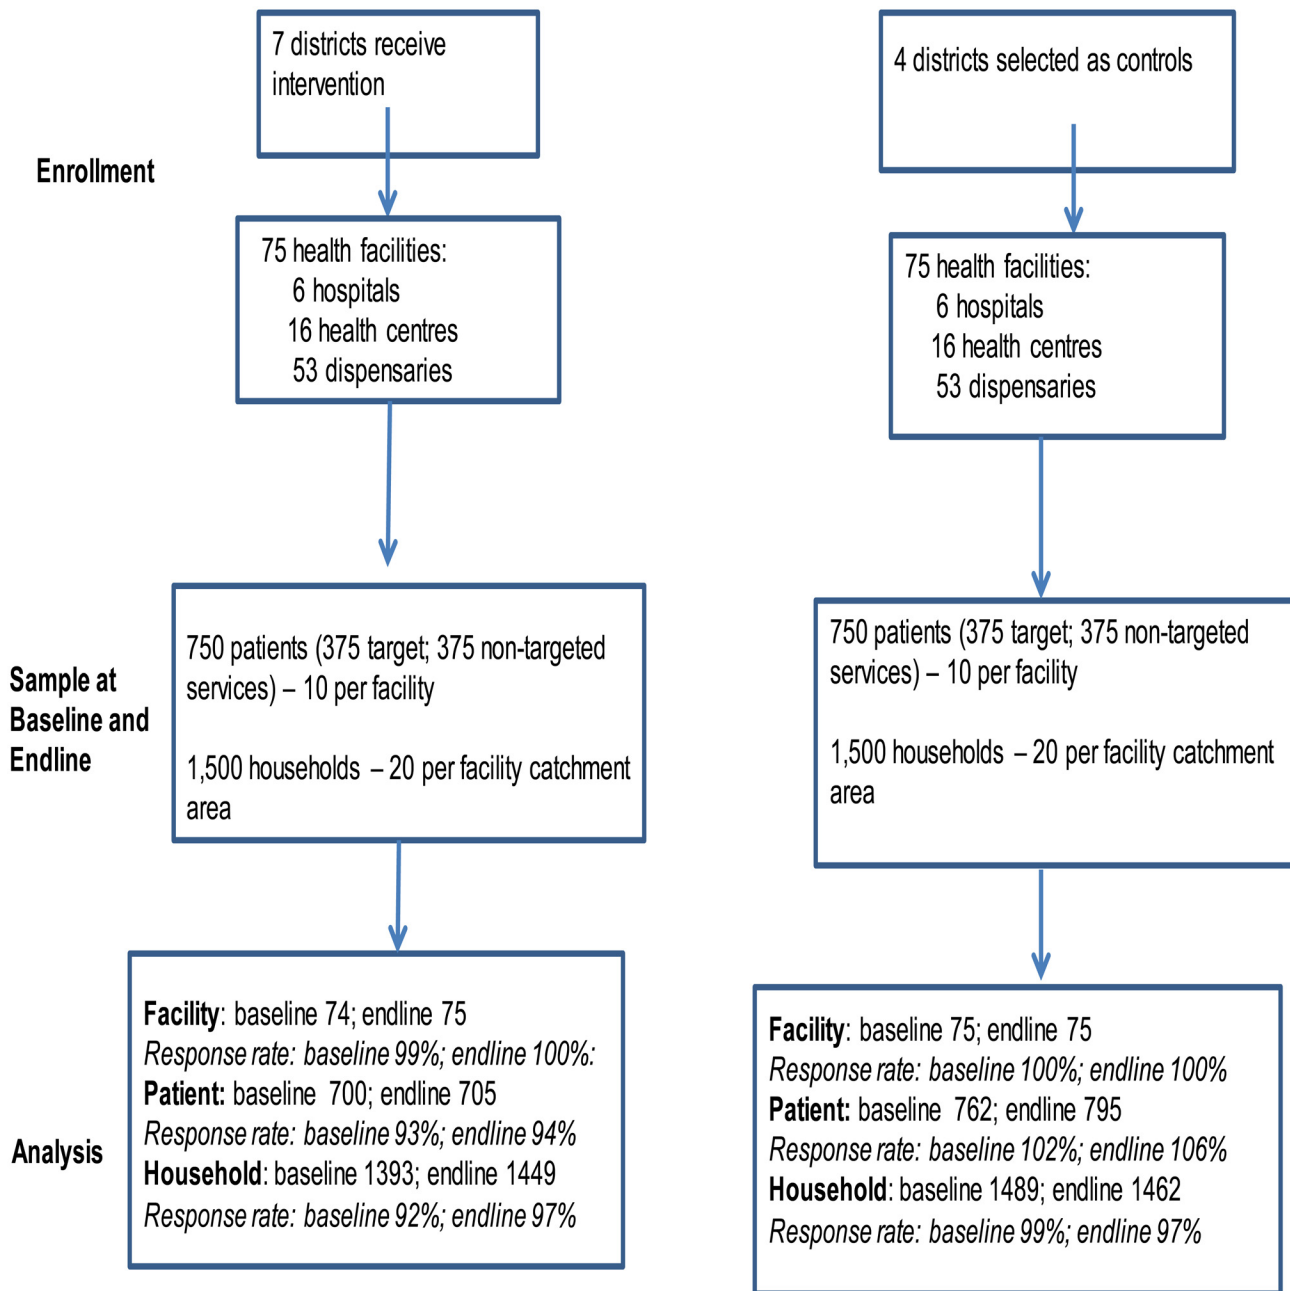 7 districts receive
intervention
4 districts selected as controls
Enrollment
75 health facilities:
6 hospitals
16 health centres
53 dispensaries
75 health facilities:
6 hospitals
16 health centres
53 dispensaries
Sample at
Baseline and
Endline
750 patients (375 target; 375 non-targeted
services) – 10 per facility
1,500 households – 20 per facility catchment
area
750 patients (375 target; 375 non-targeted
services) – 10 per facility
1,500 households – 20 per facility catchment
area
Analysis
Facility: baseline 74; endline 75
Response rate: baseline 99%; endline 100%:
Patient: baseline 700; endline 705
Response rate: baseline 93%; endline 94%
Household: baseline 1393; endline 1449
Response rate: baseline 92%; endline 97%
Facility: baseline 75; endline 75
Response rate: baseline 100%; endline 100%
Patient: baseline 762; endline 795
Response rate: baseline 102%; endline 106%
Household: baseline 1489; endline 1462
Response rate: baseline 99%; endline 97%